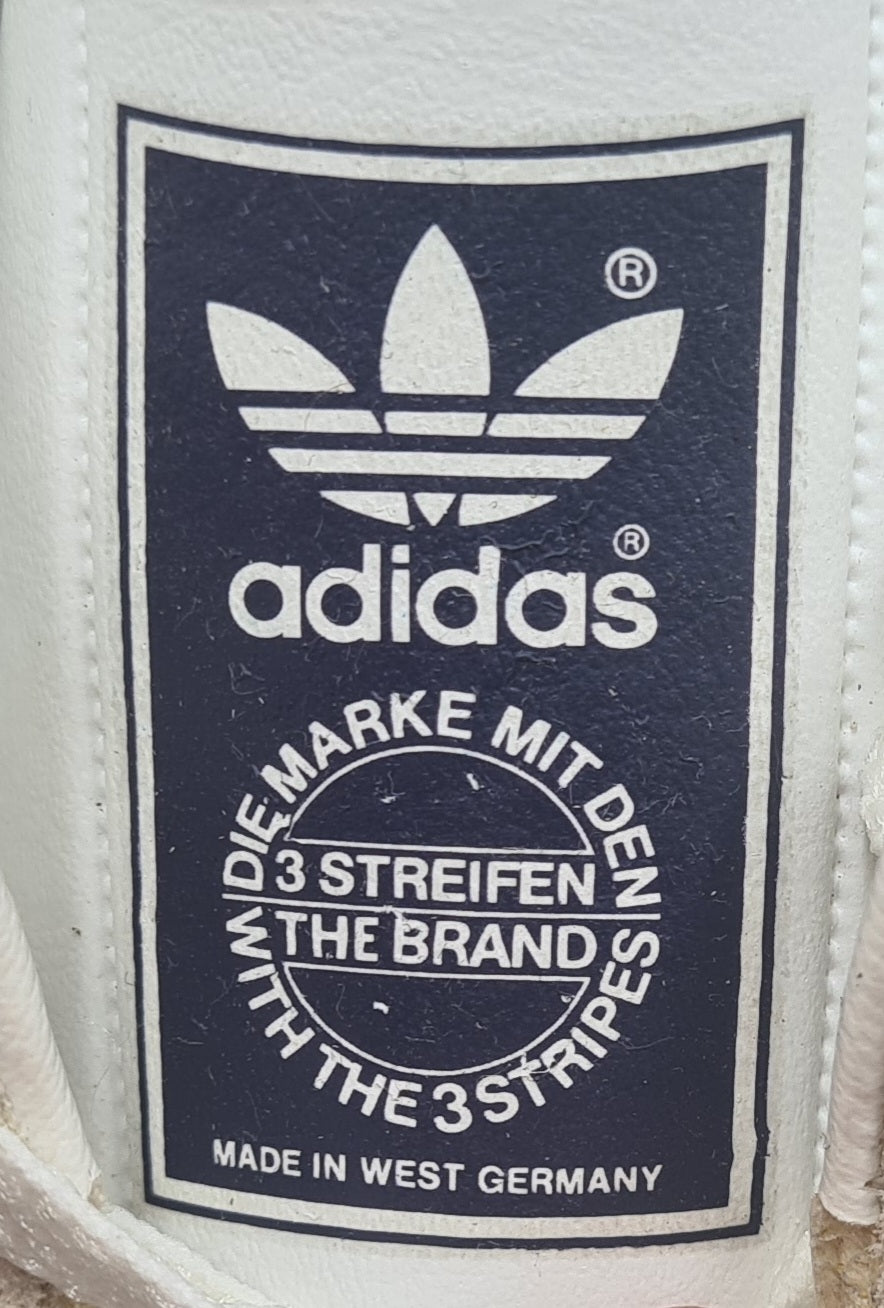 ®
adidas®
DIE MARKE MIT DEN
3 STREIFEN
THE BRAND
WITH THE 3 STRIPES
MADE IN WEST GERMANY